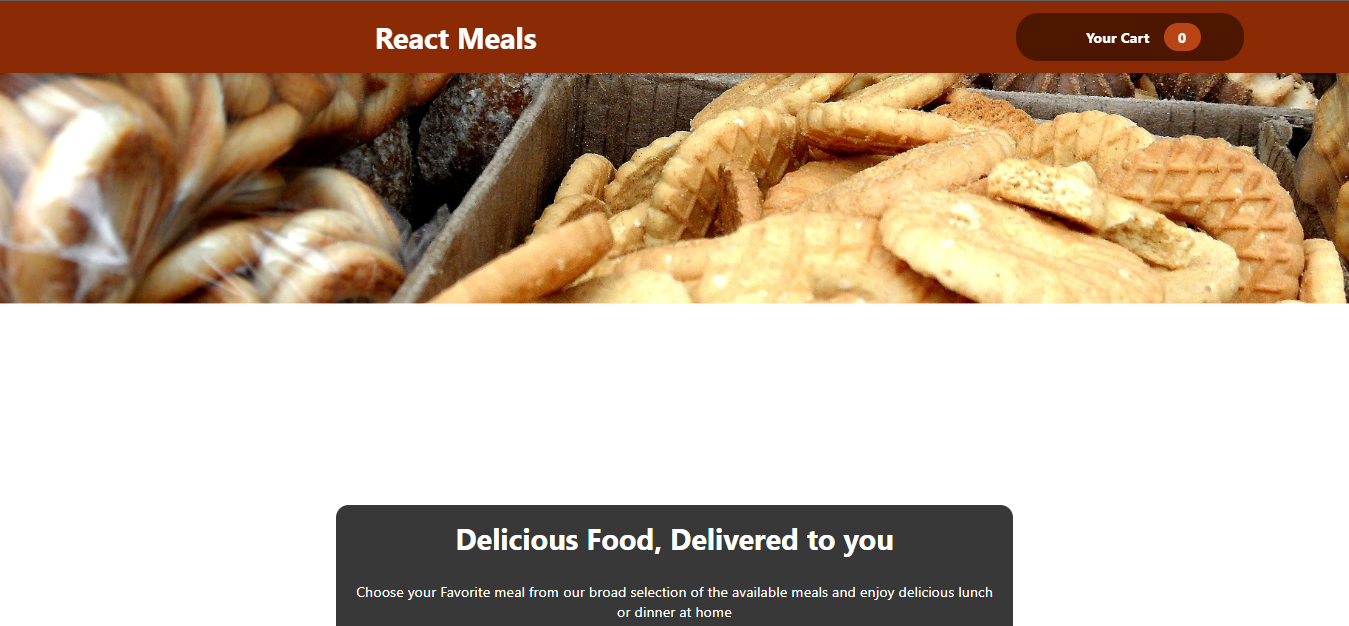 React Meals
Your Cart 0
Delicious Food, Delivered to you
Choose your Favorite meal from our broad selection of the available meals and enjoy delicious lunch
or dinner at home